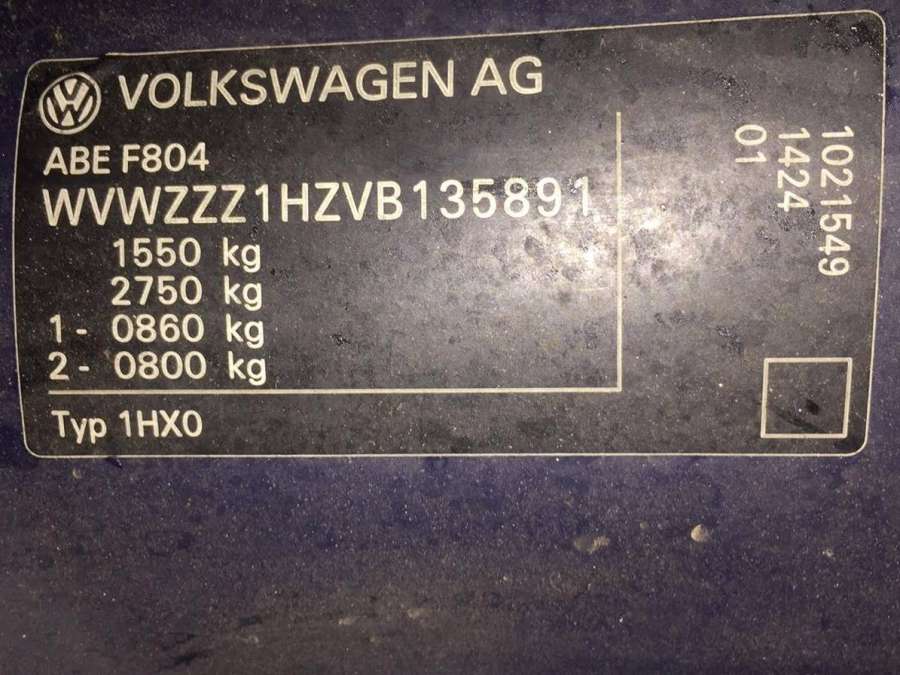 VOLKSWAGEN AG
ABE F804
WVWZZZ1HZVB135891
1550 kg
2750 kg
1- 0860 kg
2- 0800 kg
Typ 1HX0
1021549
1424
01